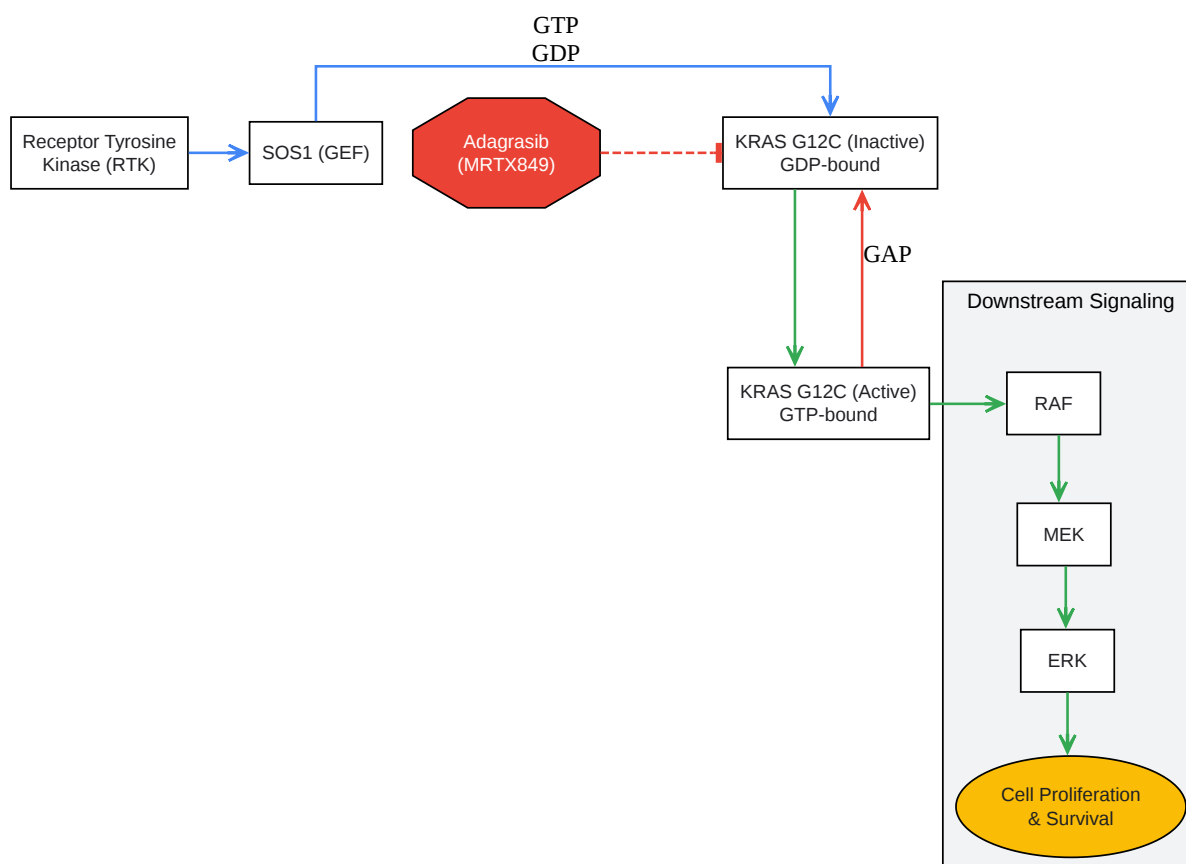 GTP
GDP
Receptor Tyrosine
Kinase (RTK)
SOS1 (GEF)
Adagrasib
(MRTX849)
KRAS G12C (Inactive)
GDP-bound
GAP
Downstream Signaling
KRAS G12C (Active)
GTP-bound
RAF
MEK
ERK
Cell Proliferation
& Survival